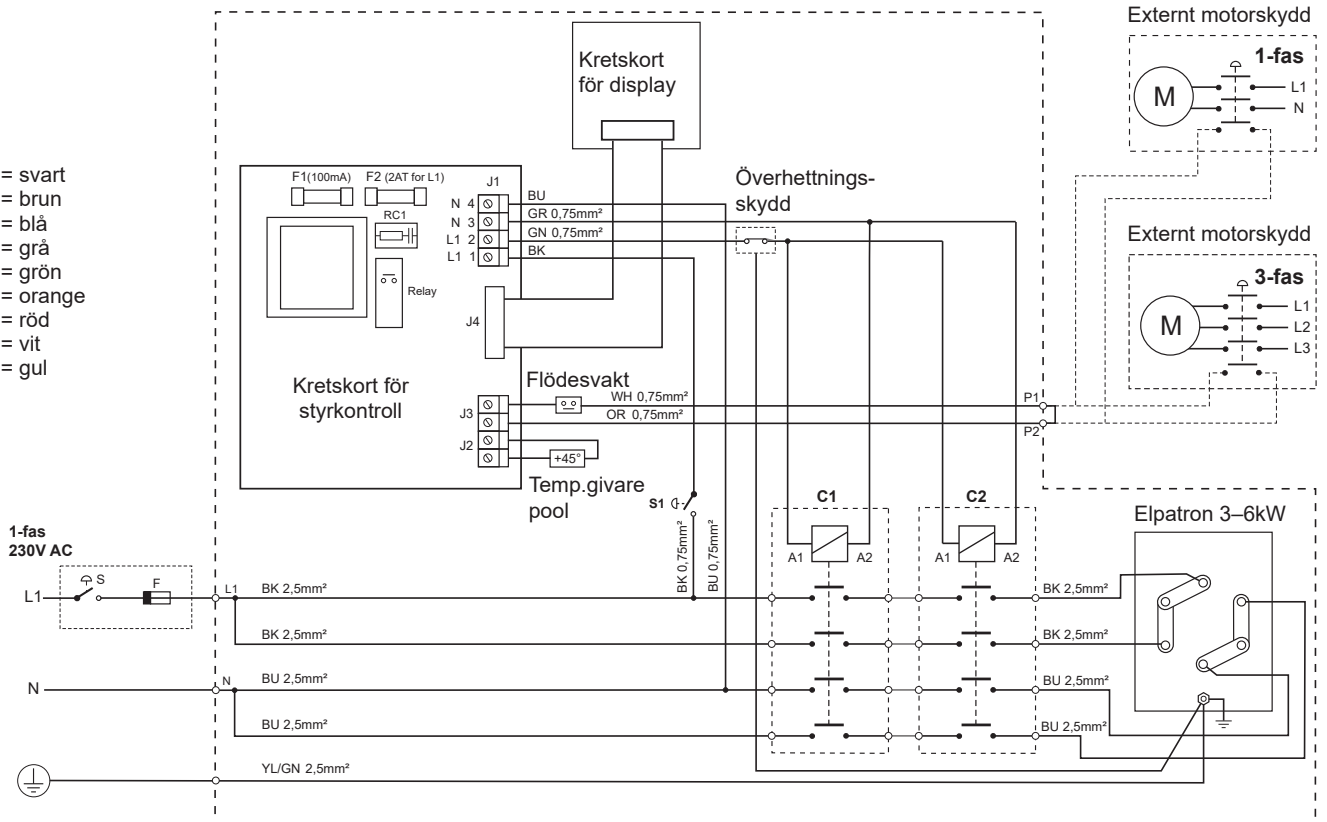 Externt motorskydd
1-fas
M
L1
N
Kretskort
för display
= svart
= brun
= blå
= grå
= grön
= orange
= röd
= vit
= gul
F1(100mA)
F2 (2AT for L1)
J1
RC1
N 4
N 3
L1 2
L1 1
BU
GR 0,75mm²
GN 0,75mm²
BK
Relay
J4
Överhettnings-
skydd
Externt motorskydd
3-fas
M
L1
L2
L3
Kretskort för
styrkontroll
Flödesvakt
WH 0,75mm²
OR 0,75mm²
P1
P2
J3
J2
+45°
Temp.givare
pool
S1
BK 0,75mm²
BU 0,75mm²
C1
C2
A1
A2
A1
A2
Elpatron 3–6kW
1-fas
230V AC
L1
S
F
L1
BK 2,5mm²
BK 2,5mm²
BK 2,5mm²
BK 2,5mm²
N
N
BU 2,5mm²
BU 2,5mm²
BU 2,5mm²
BU 2,5mm²
YL/GN 2,5mm²